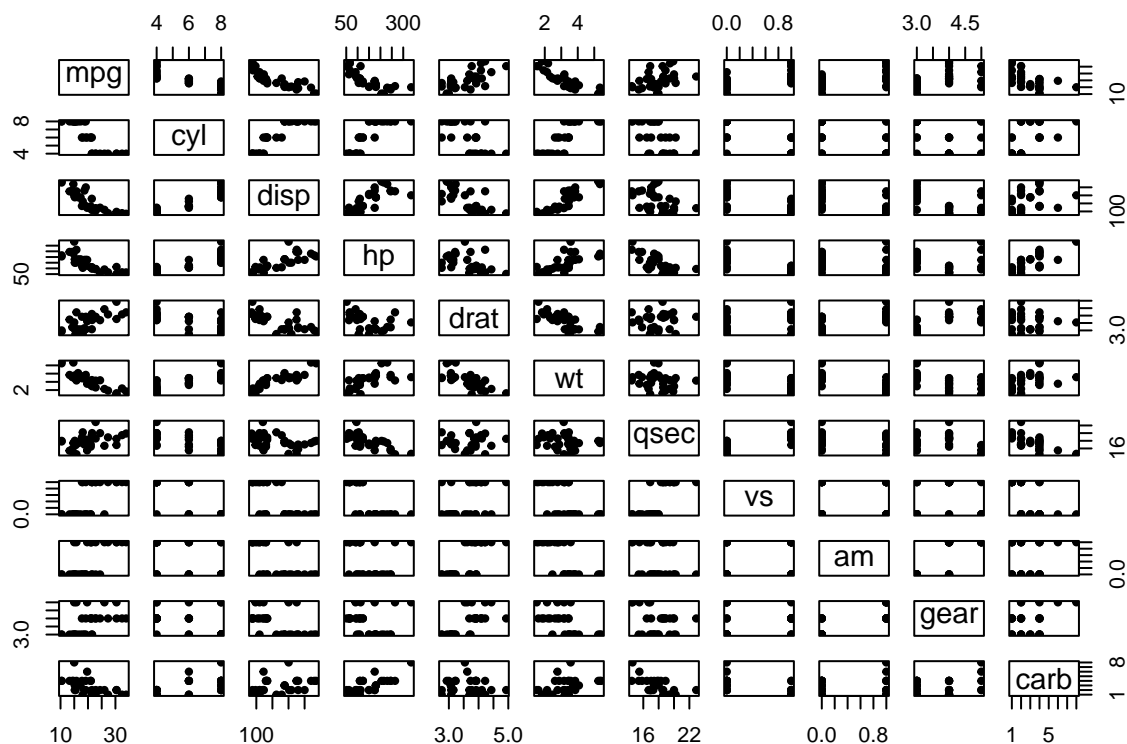 4 6 8 50 300 2 4 0.0 1.0 3.0 4.5
mpg 10
4 8 cyl
disp 100
50 hp
drat 3.0
2 wt
qsec 16
0.0 vs
am 0.0
3.0 gear
carb 1 8
10 20 30 100 3.0 5.0 16 22 0.0 0.8 1 5